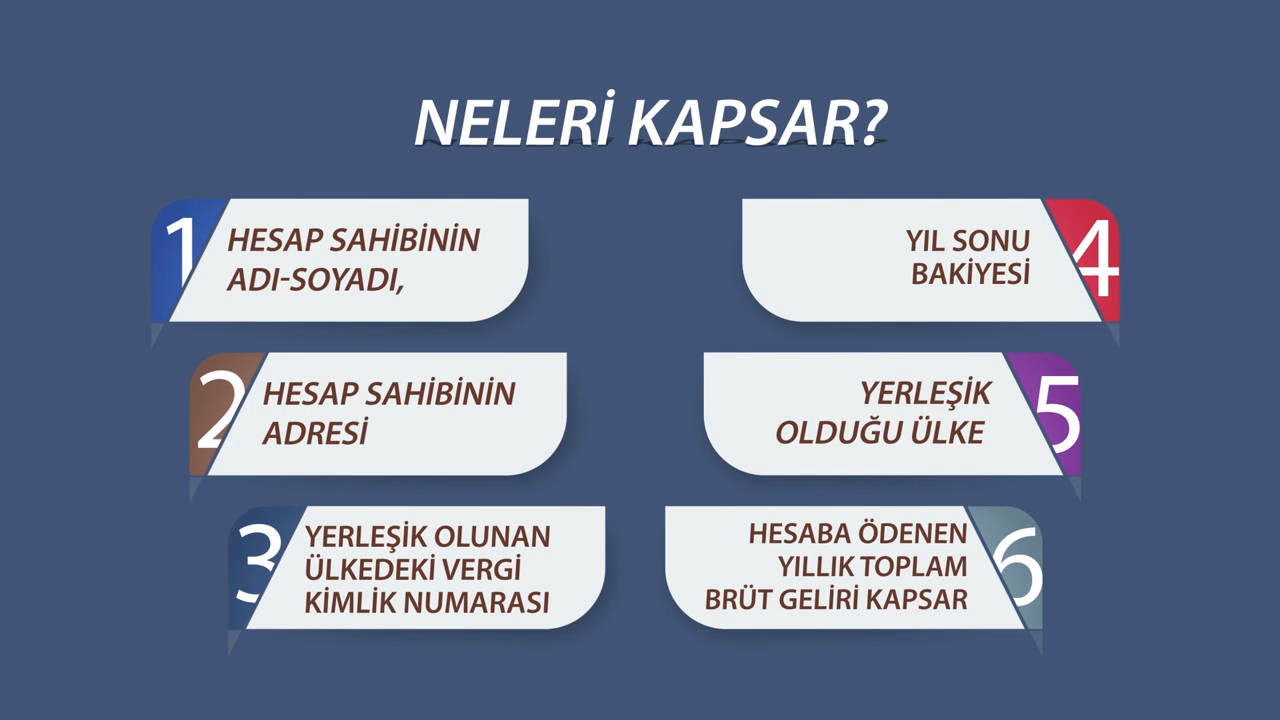 NELERİ KAPSAR?
1
HESAP SAHİBİNİN
ADI-SOYADI,
2
HESAP SAHİBİNİN
ADRESİ
3
YERLEŞİK OLUNAN
ÜLKEDEKİ VERGİ
KİMLİK NUMARASI
4
YIL SONU
BAKİYESİ
5
YERLEŞİK
OLDUĞU ÜLKE
6
HESABA ÖDENEN
YILLIK TOPLAM
BRÜT GELİRİ KAPSAR